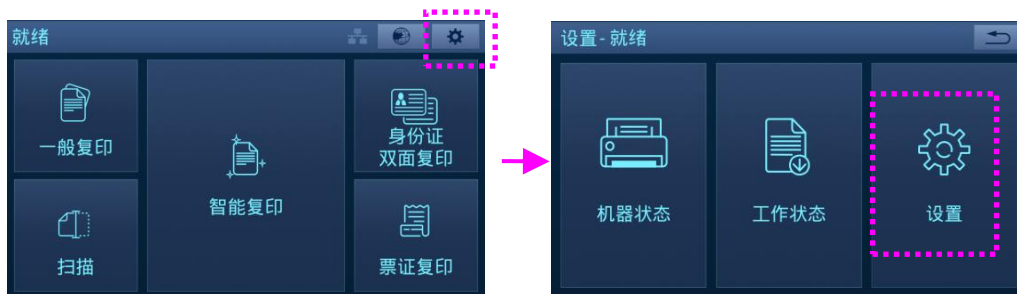 就绪
一般复印
智能复印
身份证
双面复印
扫描
票证复印
设置- 就绪
机器状态
工作状态
设置